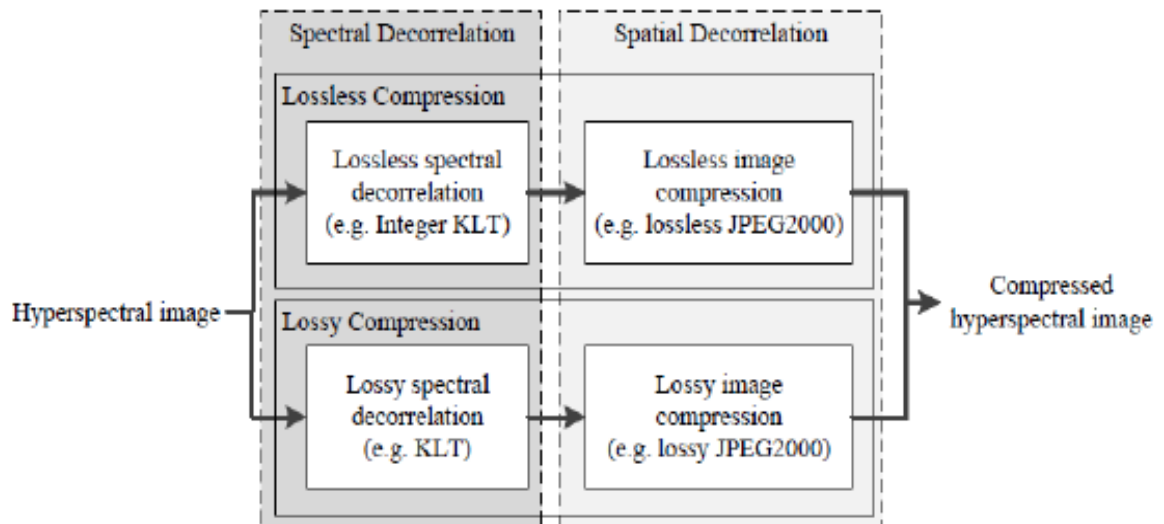 Spectral Decorrelation
Spatial Decorrelation
Lossless Compression
Lossless spectral
decorrelation
(e.g. Integer KLT)
Lossless image
compression
(e.g. lossless JPEG2000)
Hyperspectral image
Compressed
hyperspectral image
Lossy Compression
Lossy spectral
decorrelation
(e.g. KLT)
Lossy image
compression
(e.g. lossy JPEG2000)